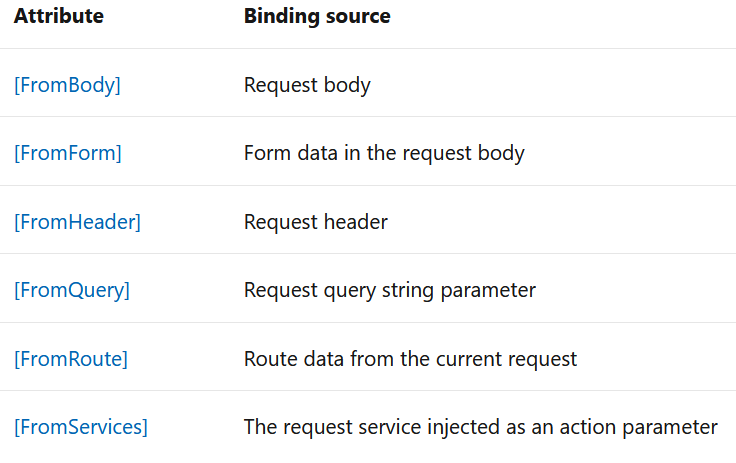 Attribute Binding source
[FromBody] Request body
[FromForm] Form data in the request body
[FromHeader] Request header
[FromQuery] Request query string parameter
[FromRoute] Route data from the current request
[FromServices] The request service injected as an action parameter